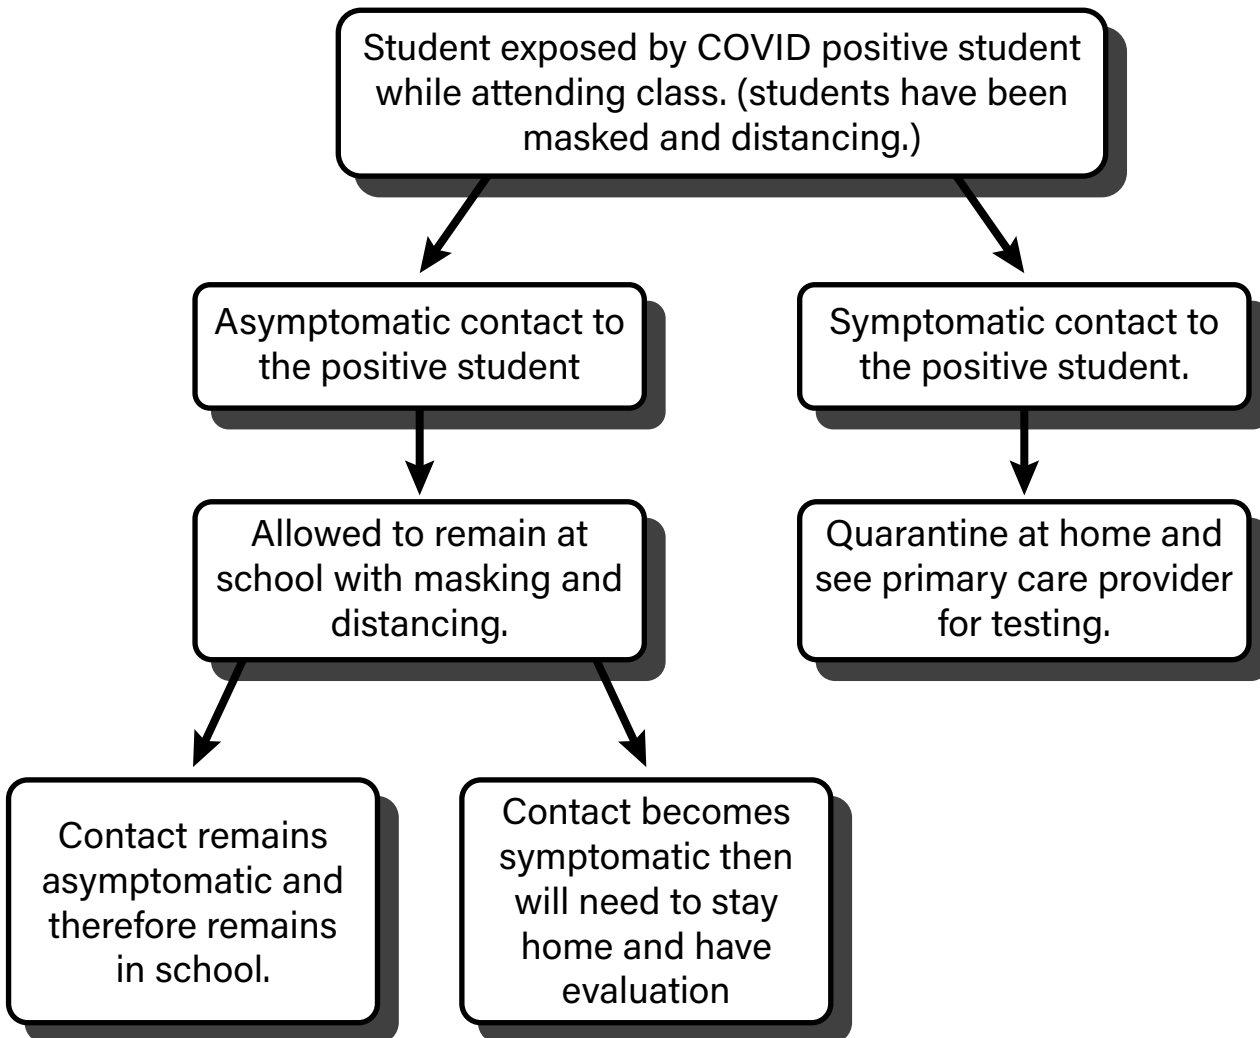 Student exposed by COVID positive student
while attending class. (students have been
masked and distancing.)
Asymptomatic contact to
the positive student
Symptomatic contact to
the positive student.
Allowed to remain at
school with masking and
distancing.
Quarantine at home and
see primary care provider
for testing.
Contact remains
asymptomatic and
therefore remains
in school.
Contact becomes
symptomatic then
will need to stay
home and have
evaluation